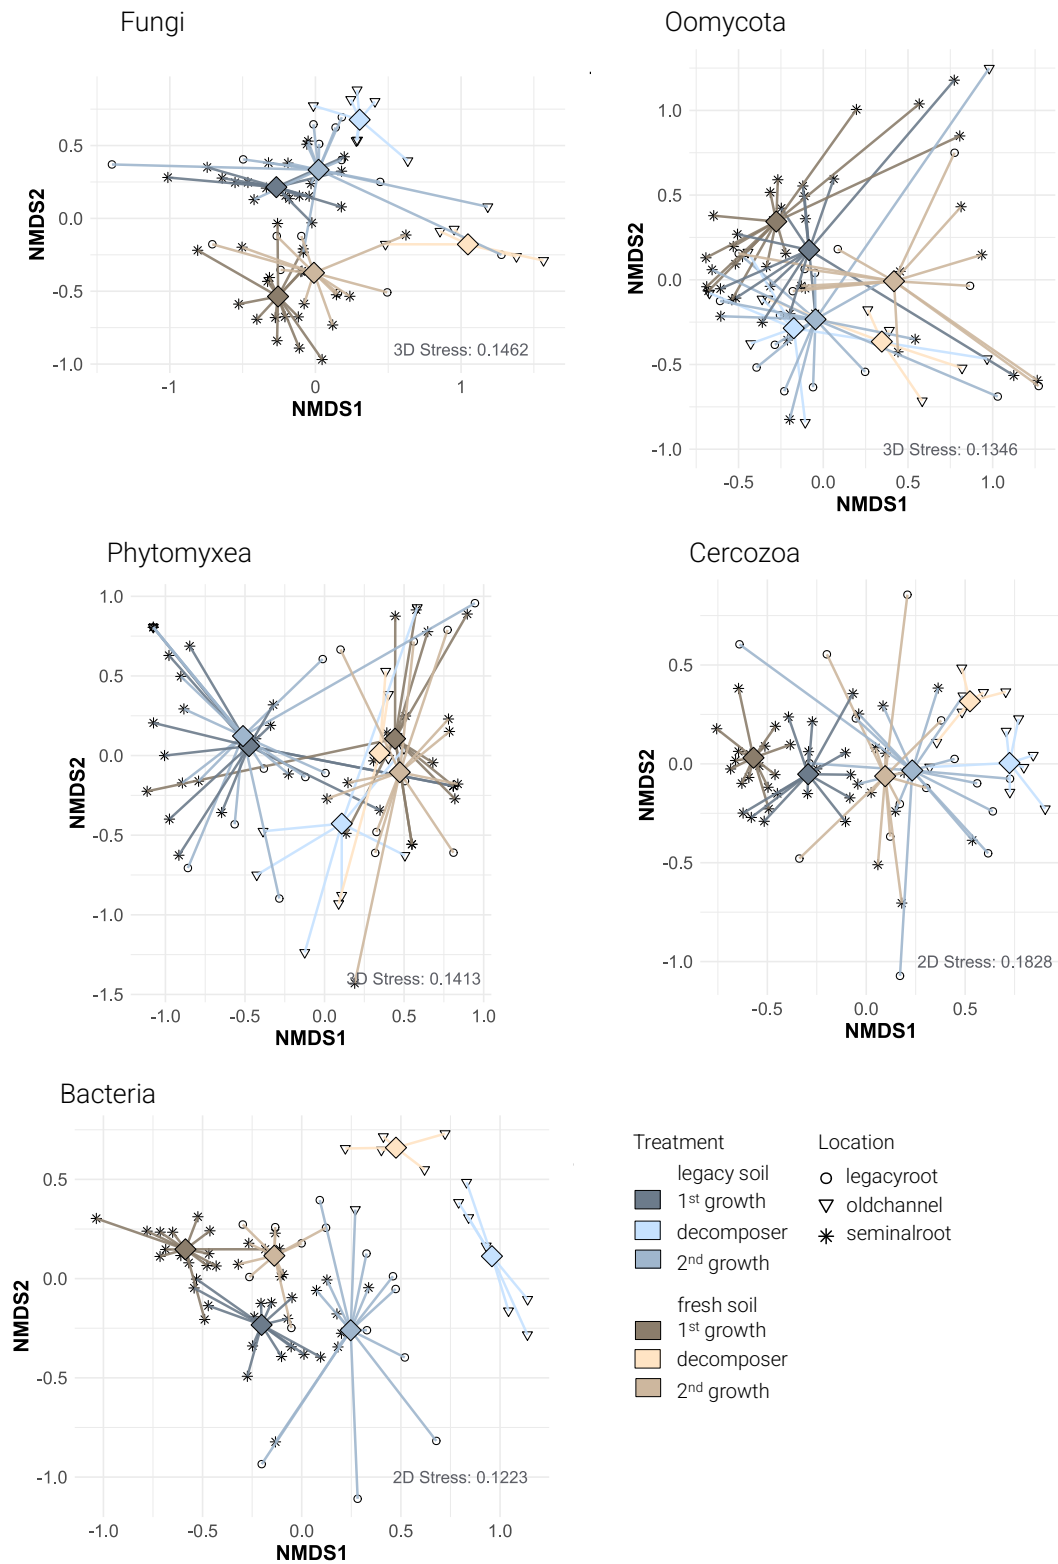 Fungi
NMDS2
0.5
0.0
-0.5
-1.0
3D Stress: 0.1462
-1
0
1
NMDS1
Oomycota
NMDS2
1.0
0.5
0.0
-0.5
-1.0
3D Stress: 0.1346
-0.5
0.0
0.5
1.0
NMDS1
Phytomyxea
NMDS2
1.0
0.5
0.0
-0.5
-1.0
-1.5
3D Stress: 0.1413
-1.0
-0.5
0.0
0.5
1.0
NMDS1
Cercozoa
NMDS2
0.5
0.0
-0.5
-1.0
2D Stress: 0.1828
-0.5
0.0
0.5
NMDS1
Bacteria
NMDS2
0.5
0.0
-0.5
-1.0
2D Stress: 0.1223
-1.0
-0.5
0.0
0.5
1.0
NMDS1
Treatment
legacy soil
1st growth
decomposer
2nd growth
fresh soil
1st growth
decomposer
2nd growth
Location
legacyroot
oldchannel
seminalroot